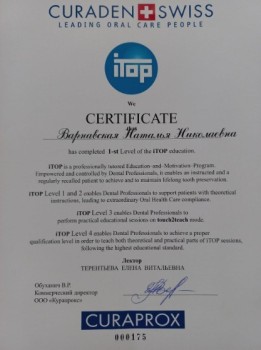 CURADEN SWISS
LEADING ORAL CARE PEOPLE
iTOP
We
CERTIFICATE
Варнавская Наталья Николаевна
has completed 1-st Level of the iTOP education.
iTOP is a professionally tutored Education-and -Motivation-Program.
Empowered and controlled by Dental Professionals, it enables an instructed and a
regularly recalled patient to achieve and to maintain lifelong tooth preservation.
iTOP Level 1 and 2 enables Dental Professionals to support patients with theoretical
instructions, leading to extraordinary Oral Health Care compliance.
iTOP Level 3 enables Dental Professionals to
perform practical educational sessions on touch2teach mode.
iTOP Level 4 enables Dental Professionals to achieve a proper
qualification level in order to teach both theoretical and practical parts of iTOP sessions,
following the highest educational standard.
Лектор
ТЕРЕНТЬЕВА ЕЛЕНА ВИТАЛЬЕВНА
В.Р.
Коммерческий директор
ООО «Курапрокс»
CURAPROX
000175